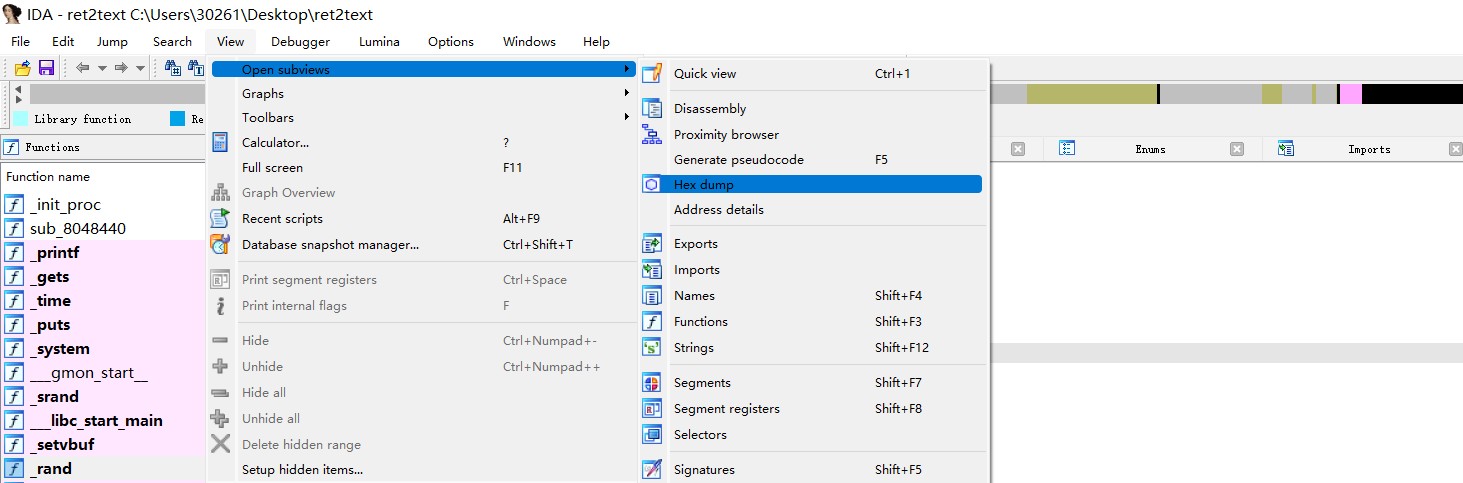 IDA - ret2text C:\Users\30261\Desktop\ret2text
File Edit Jump Search View Debugger Lumina Options Windows Help
Library function Re
Functions
Enums
Imports
Function name
_init_proc
sub_8048440
_printf
_gets
_time
_puts
_system
___gmon_start__
_srand
___libc_start_main
_setvbuf
_rand
Open subviews
Graphs
Toolbars
Calculator... ?
Full screen F11
Graph Overview
Recent scripts Alt+F9
Database snapshot manager... Ctrl+Shift+T
Print segment registers Ctrl+Space
Print internal flags F
Hide Ctrl+Numpad+-
Unhide Ctrl+Numpad++
Hide all
Unhide all
Delete hidden range
Setup hidden items...
Quick view Ctrl+1
Disassembly
Proximity browser
Generate pseudocode F5
Hex dump
Address details
Exports
Imports
Names Shift+F4
Functions Shift+F3
Strings Shift+F12
Segments Shift+F7
Segment registers Shift+F8
Selectors
Signatures Shift+F5